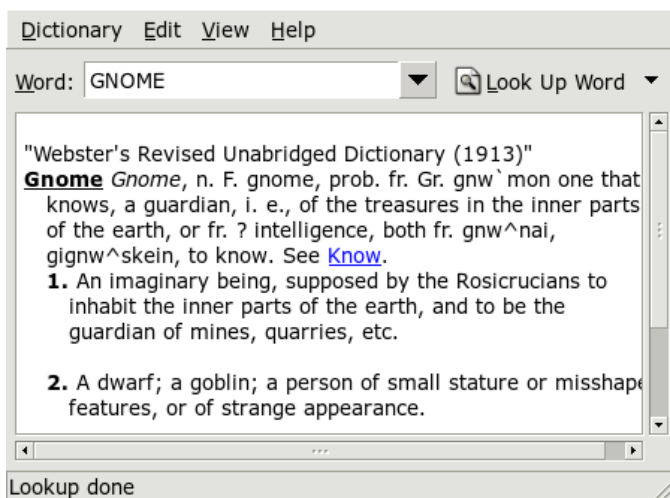 Dictionary Edit View Help
Word: GNOME Look Up Word
"Webster's Revised Unabridged Dictionary (1913)"
Gnome Gnome, n. F. gnome, prob. fr. Gr. gnw`mon one that
knows, a guardian, i. e., of the treasures in the inner parts
of the earth, or fr. ? intelligence, both fr. gnw^nai,
gignw^skein, to know. See Know.
1. An imaginary being, supposed by the Rosicrucians to
inhabit the inner parts of the earth, and to be the
guardian of mines, quarries, etc.
2. A dwarf; a goblin; a person of small stature or misshape
features, or of strange appearance.
Lookup done